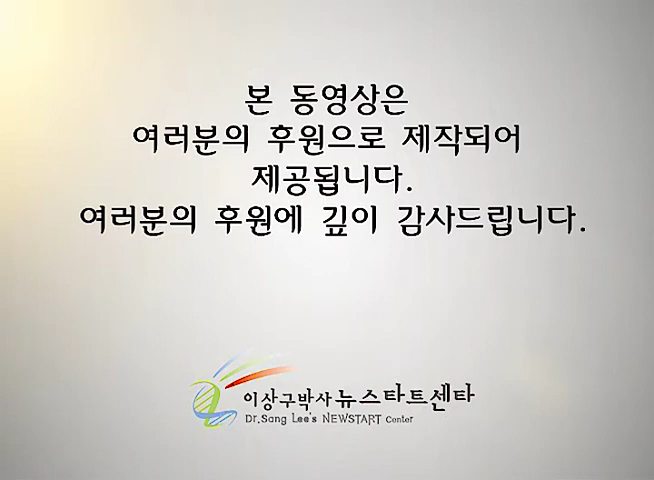 본 동영상은
여러분의 후원으로 제작되어
제공됩니다.
여러분의 후원에 깊이 감사드립니다.
이상구박사 뉴스타트센타
Dr.Sang Lee's NEWSTART Center